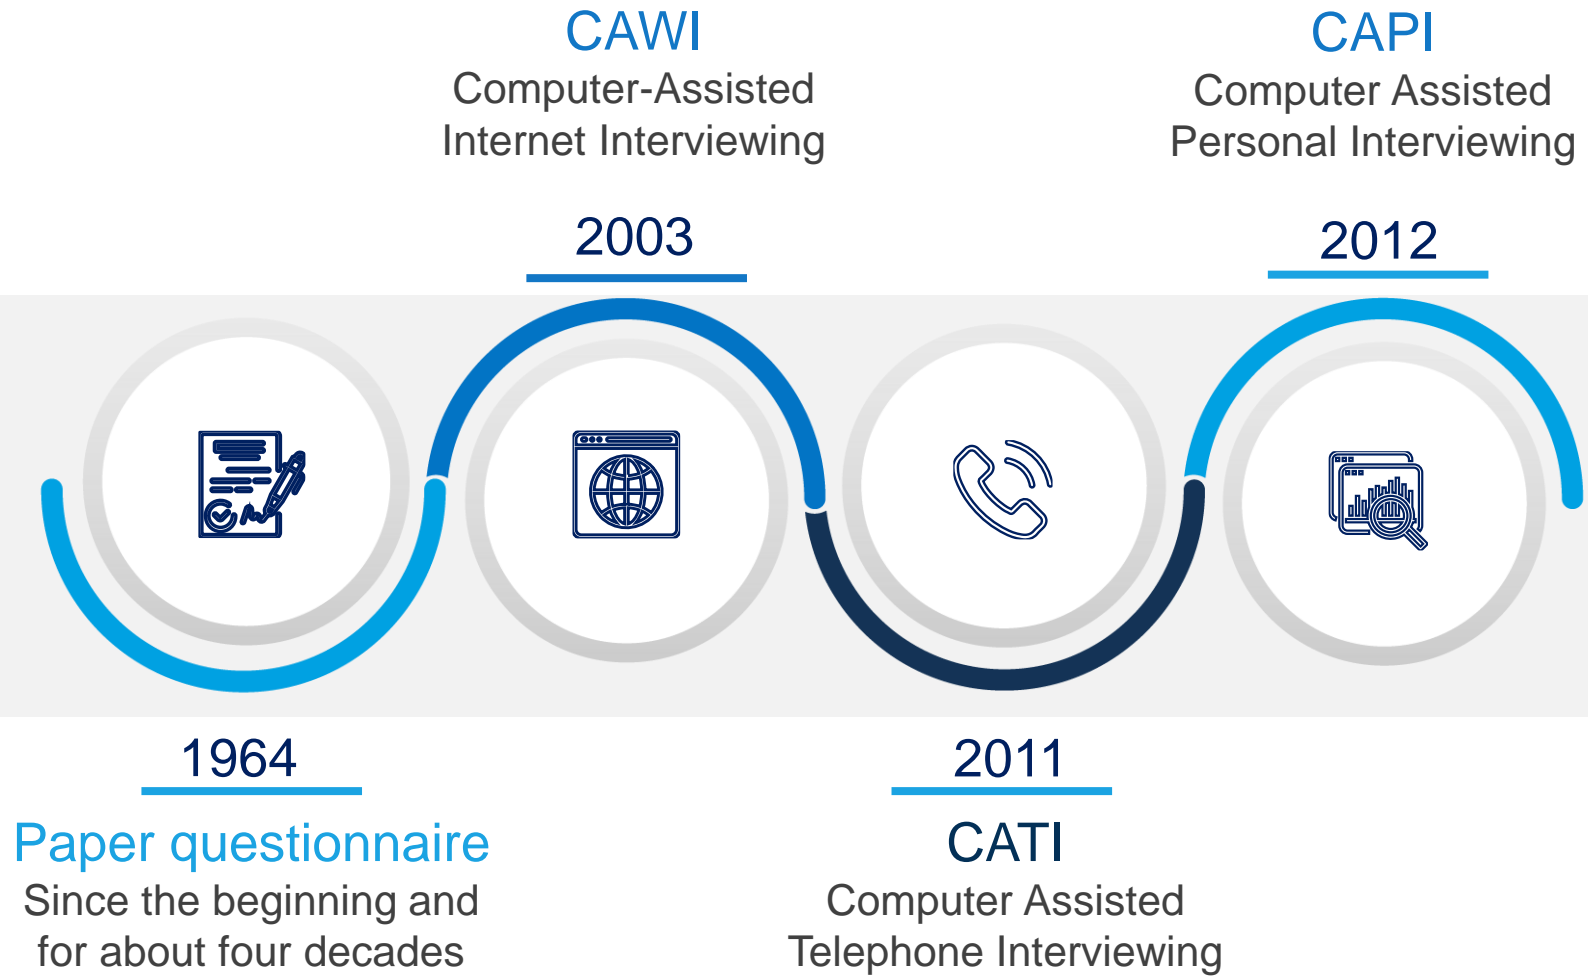 CAWI
Computer-Assisted
Internet Interviewing
2003
CAPI
Computer Assisted
Personal Interviewing
2012
1964
Paper questionnaire
Since the beginning and
for about four decades
2011
CATI
Computer Assisted
Telephone Interviewing